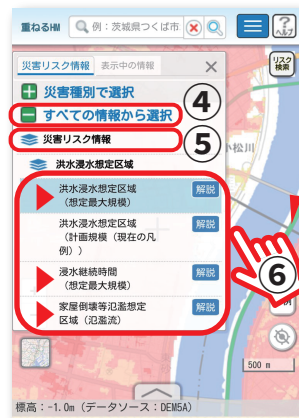 重ねるHM
例：茨城県つくば市
ヘルプ
災害リスク情報 表示中の情報
リスク検索
災害種別で選択
④
すべての情報から選択
⑤
災害リスク情報
小松川
洪水浸水想定区域
洪水浸水想定区域
（想定最大規模）
解説
洪水浸水想定区域
（計画規模（現在の凡
例））
解説
浸水継続時間
（想定最大規模）
解説
⑥
家屋倒壊等氾濫想定
区域（氾濫流）
解説
例
500 m
標高：-1.0m（データソース：DEM5A）